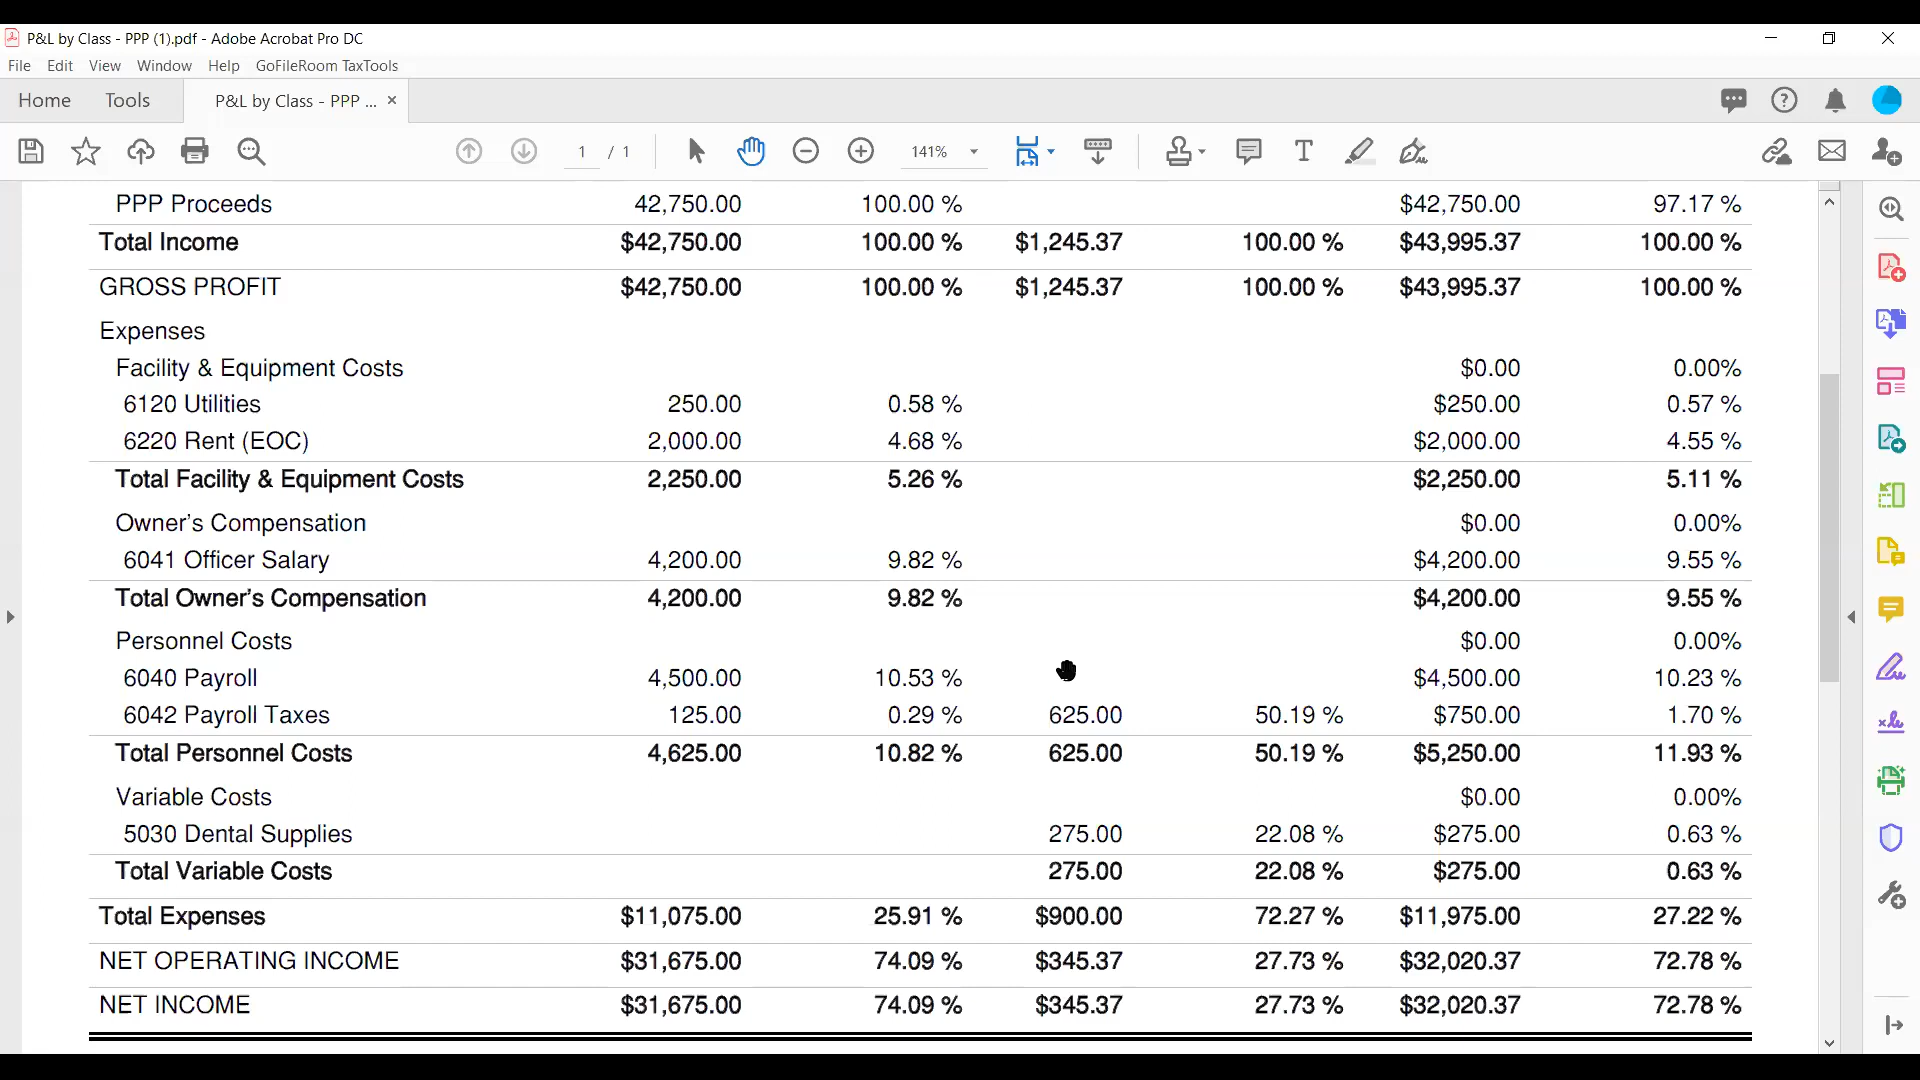 P&L by Class - PPP (1).pdf - Adobe Acrobat Pro DC
File Edit View Window Help GoFileRoom TaxTools
Home Tools P&L by Class - PPP ... ×
1 / 1 141%
PPP Proceeds 42,750.00 100.00 % $42,750.00 97.17 %
Total Income $42,750.00 100.00 % $1,245.37 100.00 % $43,995.37 100.00 %
GROSS PROFIT $42,750.00 100.00 % $1,245.37 100.00 % $43,995.37 100.00 %
Expenses
Facility & Equipment Costs $0.00 0.00%
6120 Utilities 250.00 0.58 % $250.00 0.57 %
6220 Rent (EOC) 2,000.00 4.68 % $2,000.00 4.55 %
Total Facility & Equipment Costs 2,250.00 5.26 % $2,250.00 5.11 %
Owner's Compensation $0.00 0.00%
6041 Officer Salary 4,200.00 9.82 % $4,200.00 9.55 %
Total Owner's Compensation 4,200.00 9.82 % $4,200.00 9.55 %
Personnel Costs $0.00 0.00%
6040 Payroll 4,500.00 10.53 % $4,500.00 10.23 %
6042 Payroll Taxes 125.00 0.29 % 625.00 50.19 % $750.00 1.70 %
Total Personnel Costs 4,625.00 10.82 % 625.00 50.19 % $5,250.00 11.93 %
Variable Costs $0.00 0.00%
5030 Dental Supplies 275.00 22.08 % $275.00 0.63 %
Total Variable Costs 275.00 22.08 % $275.00 0.63 %
Total Expenses $11,075.00 25.91 % $900.00 72.27 % $11,975.00 27.22 %
NET OPERATING INCOME $31,675.00 74.09 % $345.37 27.73 % $32,020.37 72.78 %
NET INCOME $31,675.00 74.09 % $345.37 27.73 % $32,020.37 72.78 %